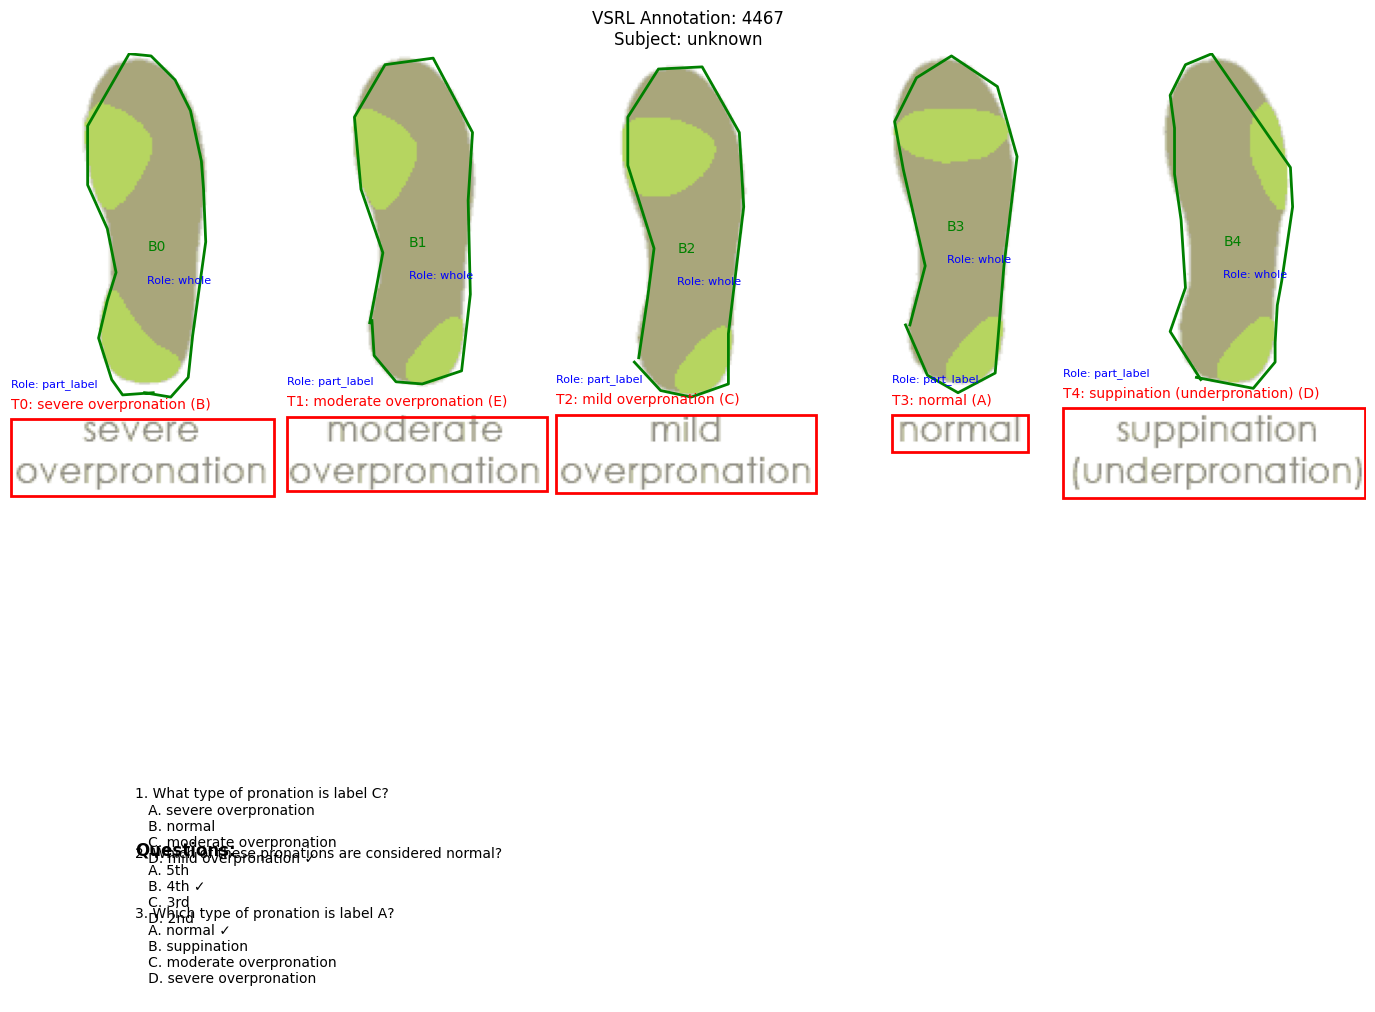 VSRL Annotation: 4467
Subject: unknown
B0
Role: whole
B1
Role: whole
B2
Role: whole
B3
Role: whole
B4
Role: whole
Role: part_label
T0: severe overpronation (B)
severe
overpronation
Role: part_label
T1: moderate overpronation (E)
moderate
overpronation
Role: part_label
T2: mild overpronation (C)
mild
overpronation
Role: part_label
T3: normal (A)
normal
Role: part_label
T4: suppination (underpronation) (D)
suppination
(underpronation)
Questions:
1. What type of pronation is label C?
A. severe overpronation
B. normal
C. moderate overpronation
D. mild overpronation ✓
2. Which of these pronations are considered normal?
A. 5th
B. 4th ✓
C. 3rd
D. 2nd
3. Which type of pronation is label A?
A. normal ✓
B. suppination
C. moderate overpronation
D. severe overpronation